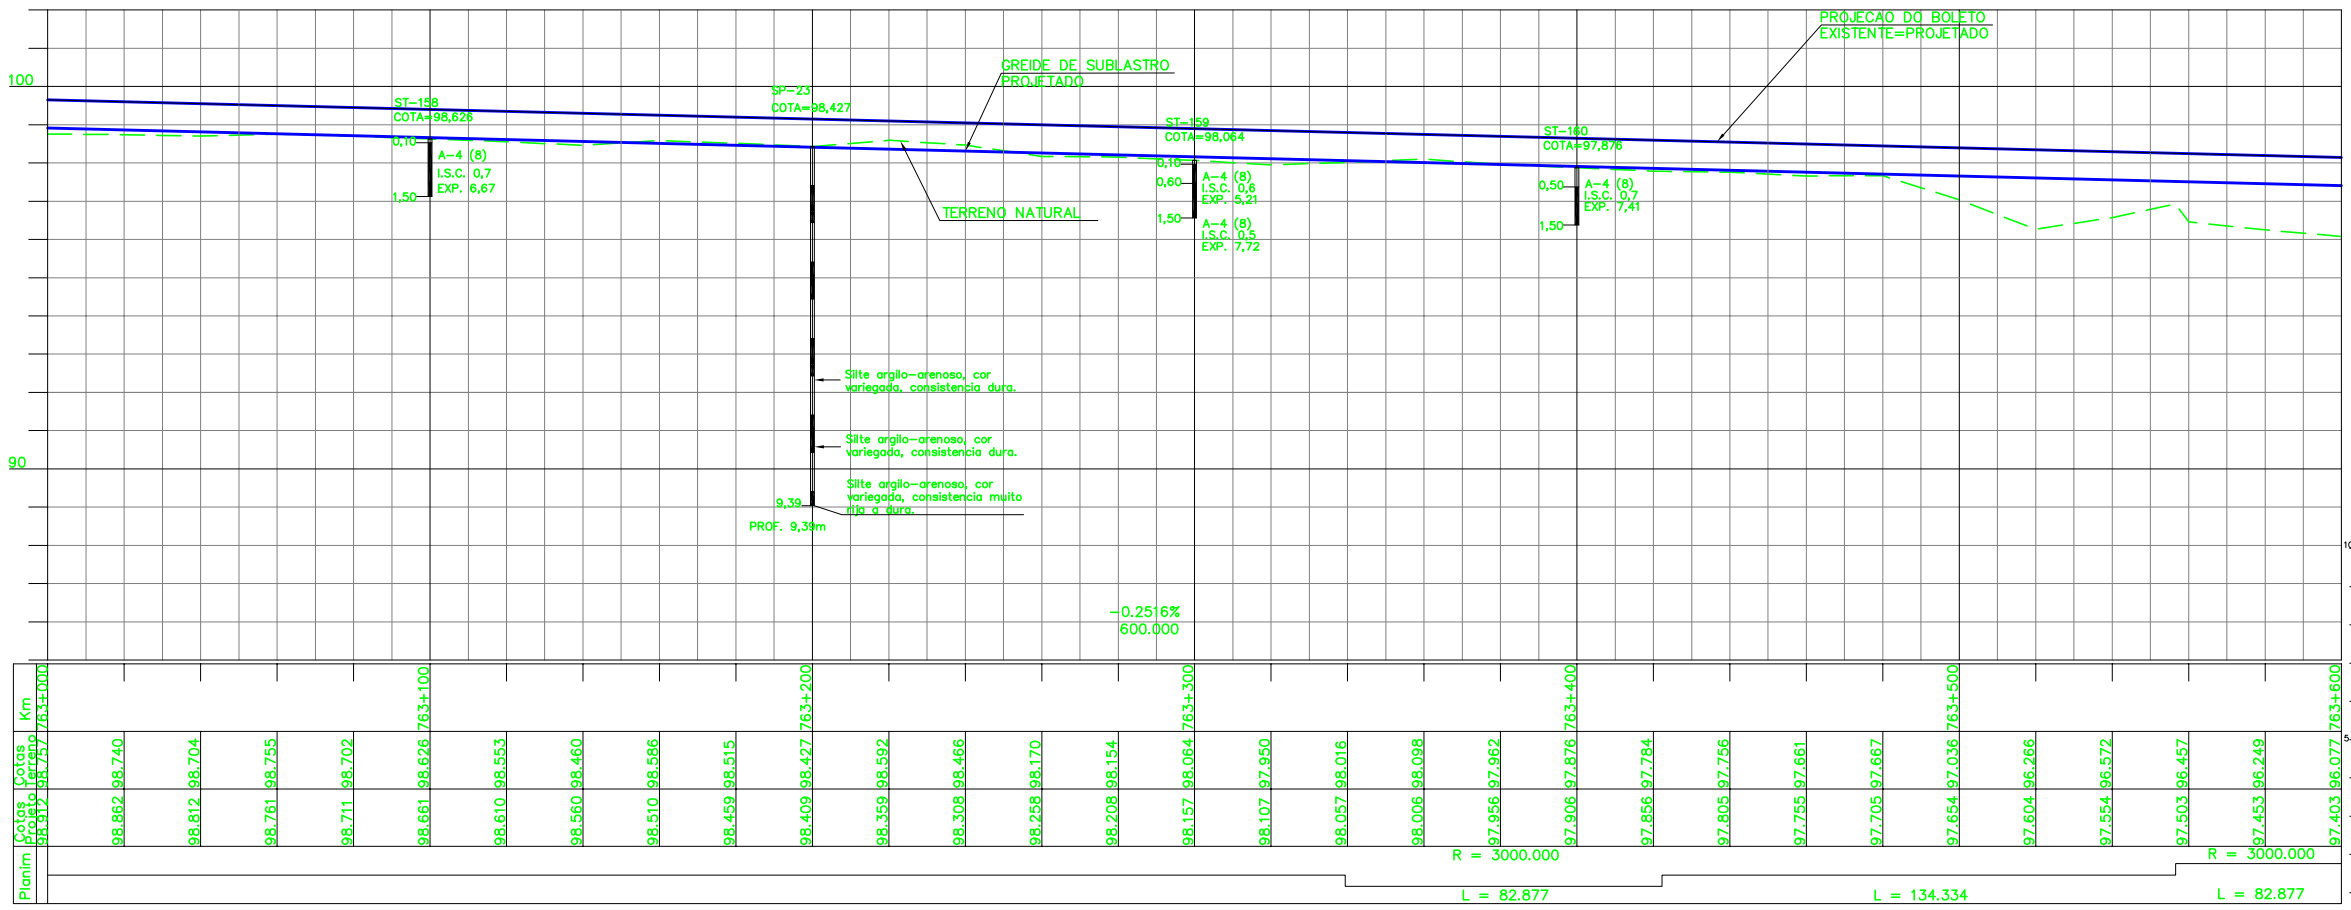 PROJECAO DO BOLETO
EXISTENTE=PROJETADO
GREIDE DE SUBLASTRO
PROJETADO
100
90
ST-158
COTA=98,626
0,10
1,50
A-4 (8)
I.S.C. 0,7
EXP. 6,67
SP-23
COTA=98,427
TERRENO NATURAL
Silte argilo-arenoso, cor
variegada, consistencia dura.
Silte argilo-arenoso, cor
variegada, consistencia dura.
Silte argilo-arenoso, cor
variegada, consistencia muito
rija a dura.
9,39
PROF. 9,39m
ST-159
COTA=98,064
0,10
0,60
1,50
A-4 (8)
I.S.C. 0,6
EXP. 5,21
A-4 (8)
I.S.C. 0,5
EXP. 7,72
ST-160
COTA=97,876
0,50
1,50
A-4 (8)
I.S.C. 0,7
EXP. 7,41
-0.2516%
600.000
Km
763+000
763+100
763+200
763+300
763+400
763+500
763+600
Cotas
Terreno
98.757
98.740
98.704
98.755
98.702
98.626
98.553
98.460
98.586
98.515
98.427
98.592
98.466
98.170
98.154
98.064
97.950
98.016
98.098
97.962
97.876
97.784
97.756
97.661
97.667
97.036
96.266
96.572
96.457
96.249
96.077
Cotas
Projeto
98.912
98.862
98.812
98.761
98.711
98.661
98.610
98.560
98.510
98.459
98.409
98.359
98.308
98.258
98.208
98.157
98.107
98.057
98.006
97.956
97.906
97.856
97.805
97.755
97.705
97.654
97.604
97.554
97.503
97.453
97.403
Planim
R = 3000.000
L = 82.877
L = 134.334
R = 3000.000
L = 82.877